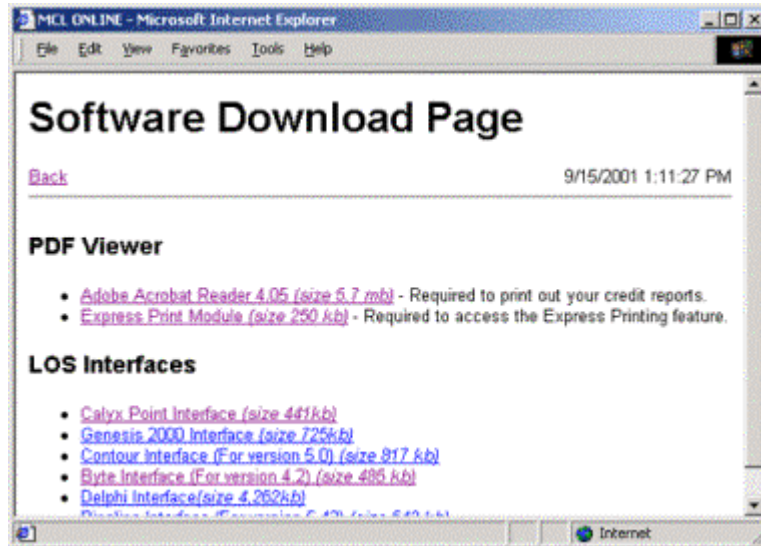 MCL ONLINE - Microsoft Internet Explorer
File Edit View Favorites Tools Help
Software Download Page
Back 9/15/2001 1:11:27 PM
PDF Viewer
• Adobe Acrobat Reader 4.05 (size 5.7 mb) - Required to print out your credit reports.
• Express Print Module (size 250 kb) - Required to access the Express Printing feature.
LOS Interfaces
• Calyx Point Interface (size 441kb)
• Genesis 2000 Interface (size 725kb)
• Contour Interface (For version 5.0) (size 817 kb)
• Byte Interface (For version 4.2) (size 485 kb)
• Delphi Interface(size 4,262kb)
Internet